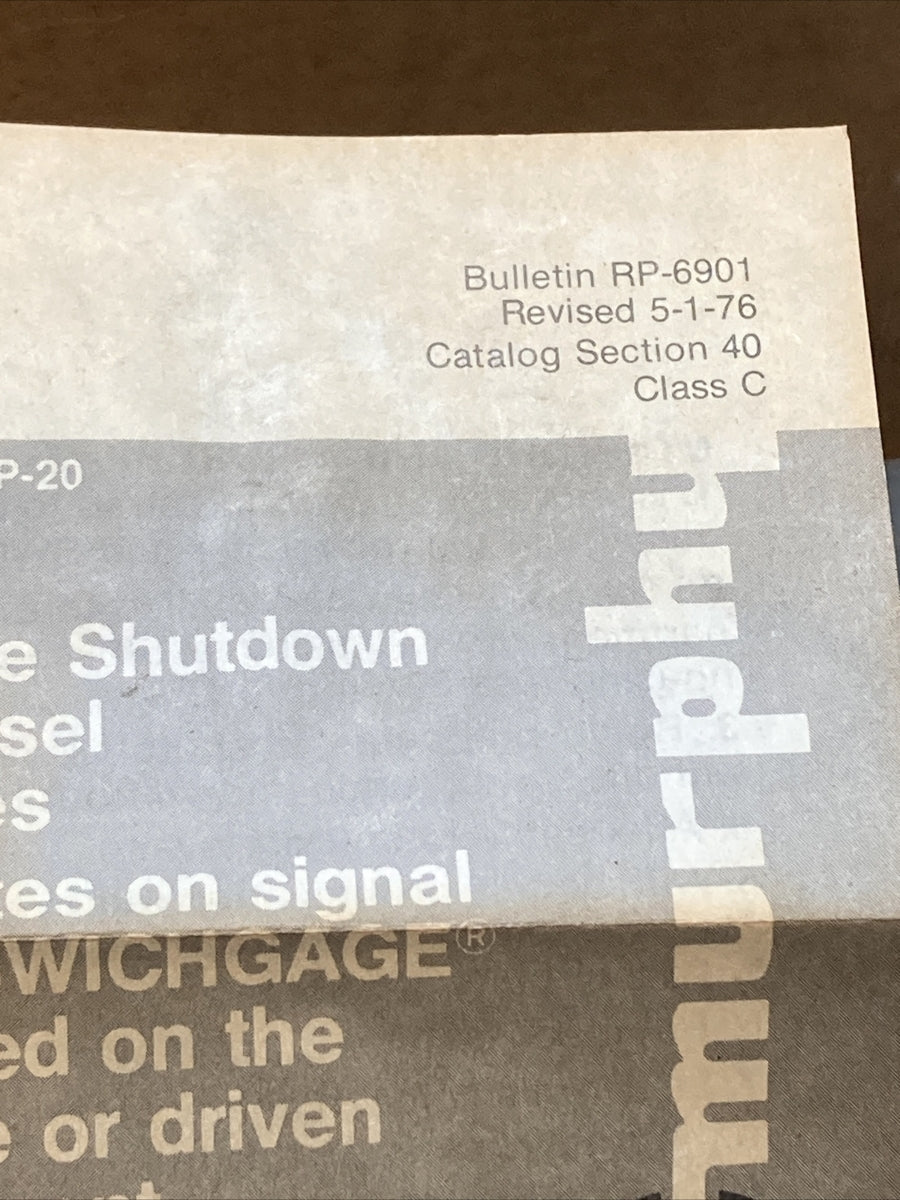 Bulletin RP-6901
Revised 5-1-76
Catalog Section 40
Class C
P-20
e Shutdown
sel
es
tes on signal
WICHGAGE®
ed on the
e or driven
murphy